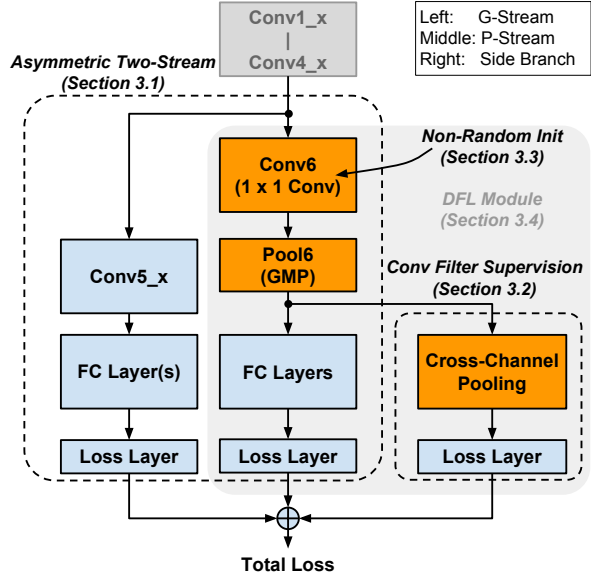 Conv1_x
|
Conv4_x
Left: G-Stream
Middle: P-Stream
Right: Side Branch
Asymmetric Two-Stream
(Section 3.1)
Conv6
(1 x 1 Conv)
Non-Random Init
(Section 3.3)
DFL Module
(Section 3.4)
Conv5_x
Pool6
(GMP)
Conv Filter Supervision
(Section 3.2)
FC Layer(s)
FC Layers
Cross-Channel
Pooling
Loss Layer
Loss Layer
Loss Layer
Total Loss